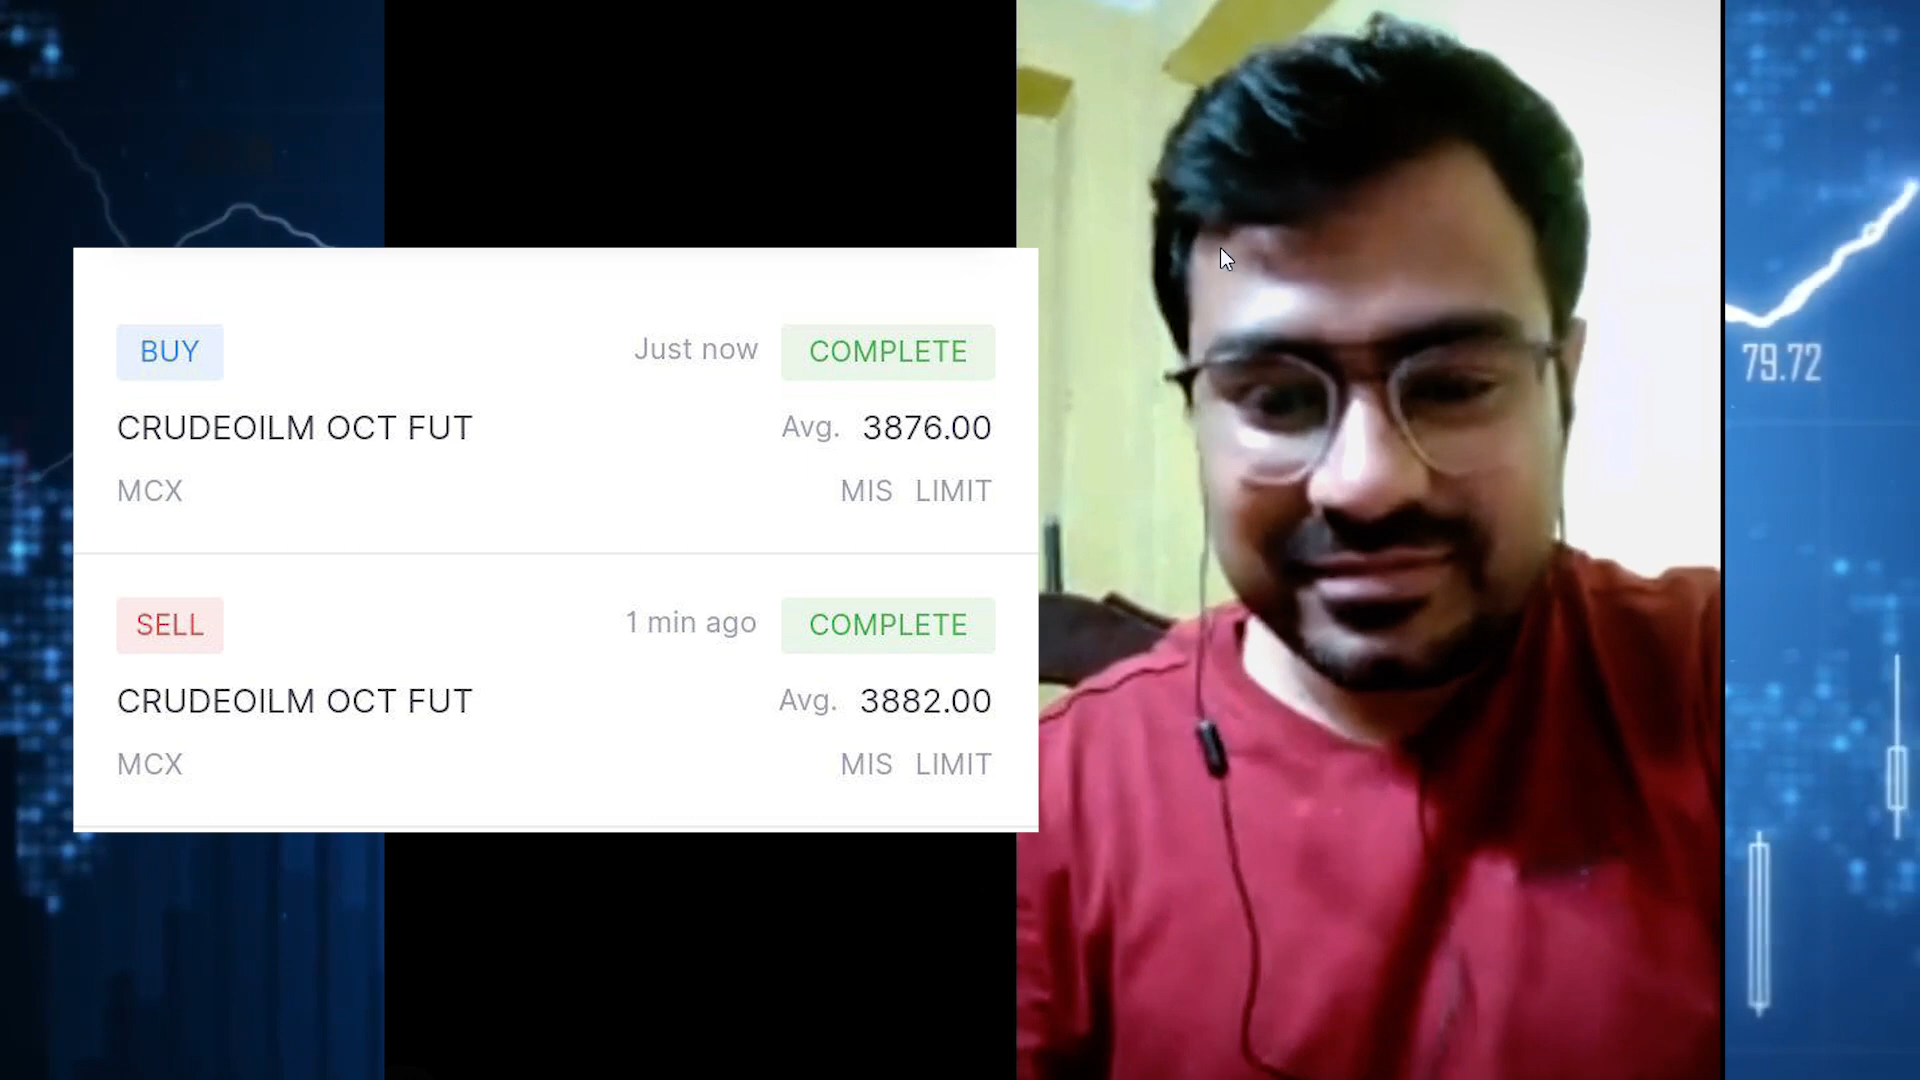 BUY Just now COMPLETE
CRUDEOILM OCT FUT Avg. 3876.00
MCX MIS LIMIT
SELL 1 min ago COMPLETE
CRUDEOILM OCT FUT Avg. 3882.00
MCX MIS LIMIT
79.72